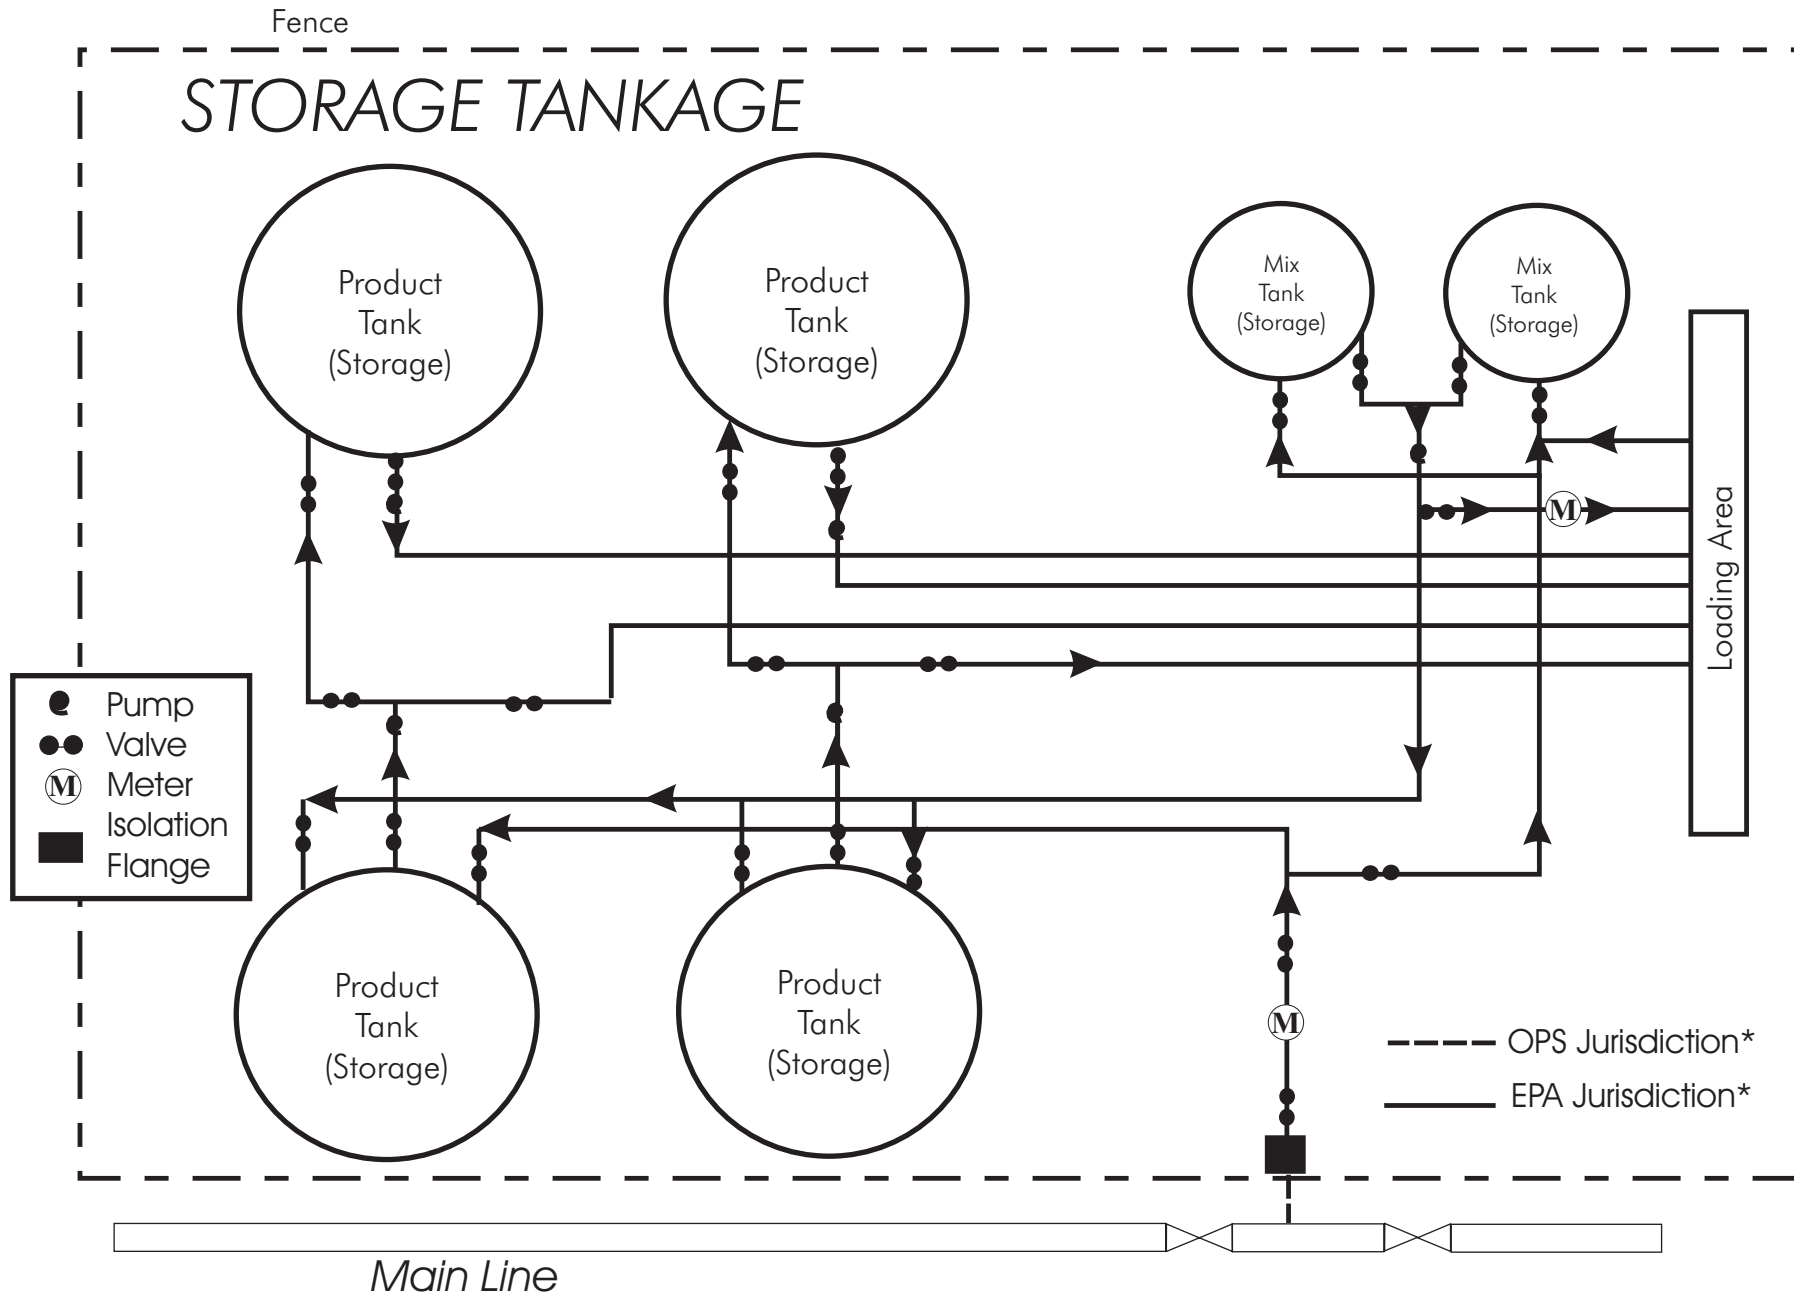 Fence
STORAGE TANKAGE
Product
Tank
(Storage)
Product
Tank
(Storage)
Mix
Tank
(Storage)
Mix
Tank
(Storage)
M
Loading Area
Pump
Valve
M Meter
Isolation
Flange
Product
Tank
(Storage)
Product
Tank
(Storage)
M
OPS Jurisdiction*
EPA Jurisdiction*
Main Line